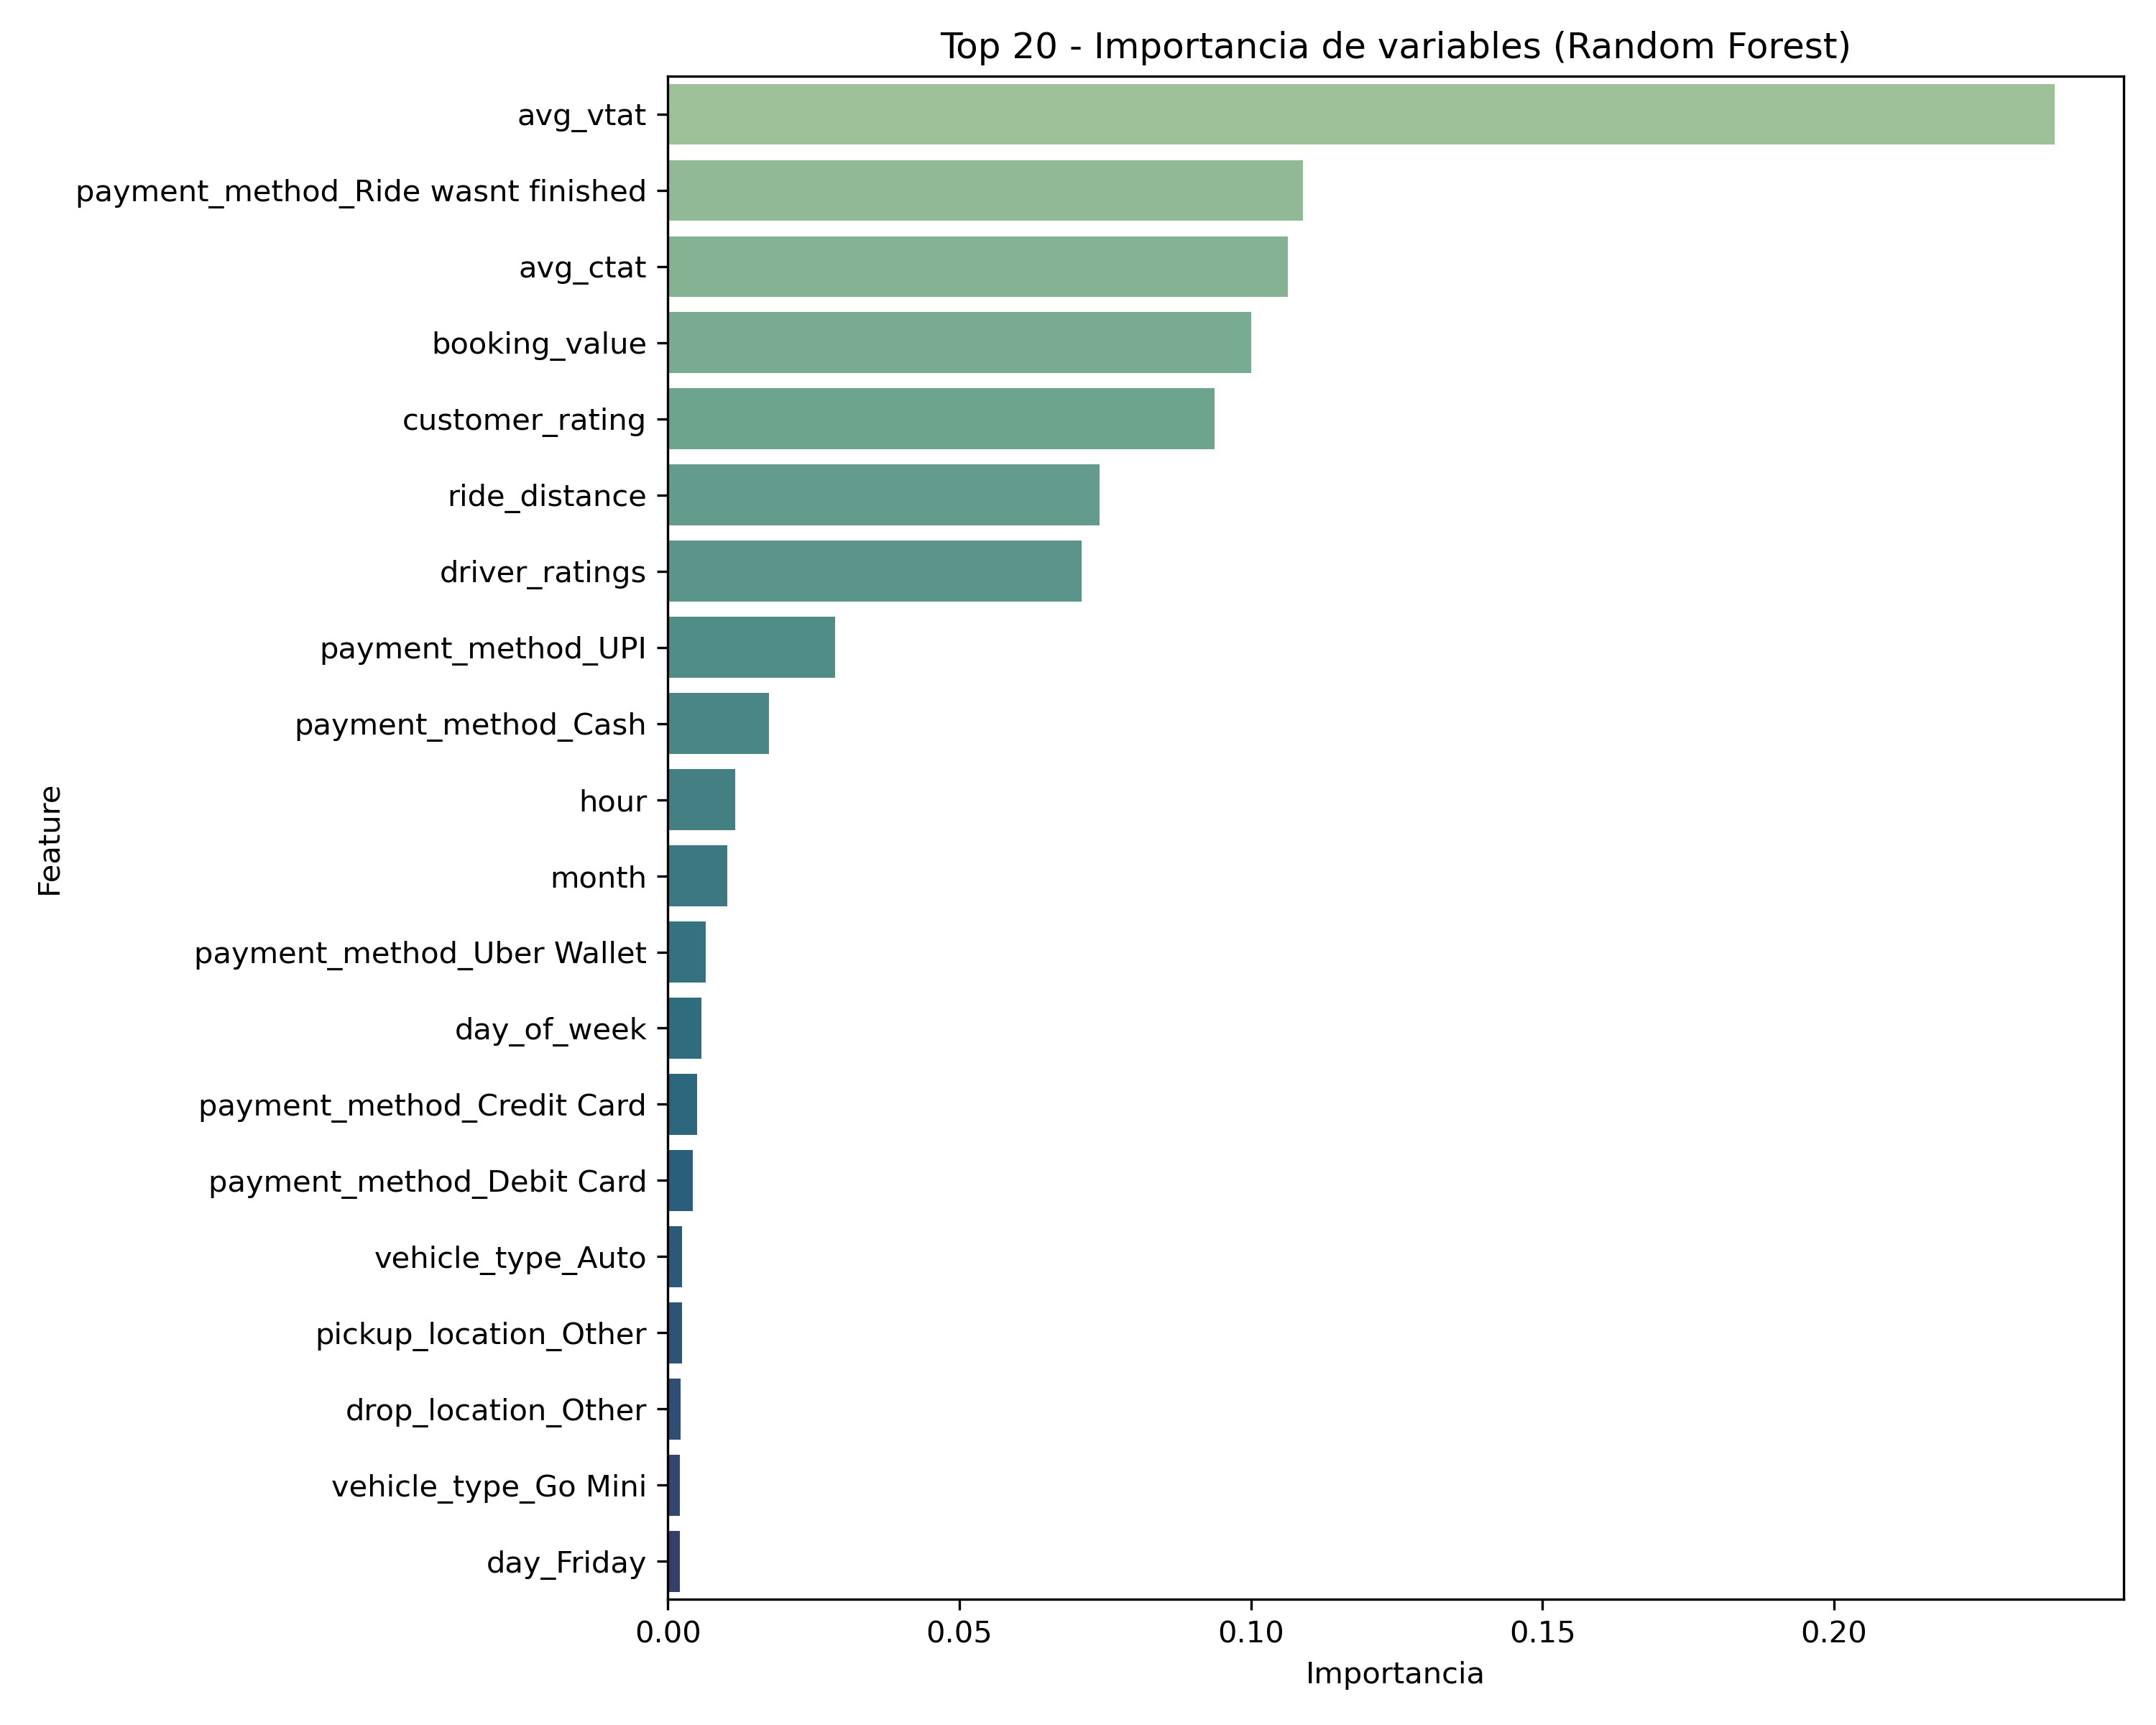 Top 20 - Importancia de variables (Random Forest)
avg_vtat
payment_method_Ride wasnt finished
avg_ctat
booking_value
customer_rating
ride_distance
driver_ratings
payment_method_UPI
payment_method_Cash
hour
month
payment_method_Uber Wallet
day_of_week
payment_method_Credit Card
payment_method_Debit Card
vehicle_type_Auto
pickup_location_Other
drop_location_Other
vehicle_type_Go Mini
day_Friday
Feature
0.00 0.05 0.10 0.15 0.20
Importancia